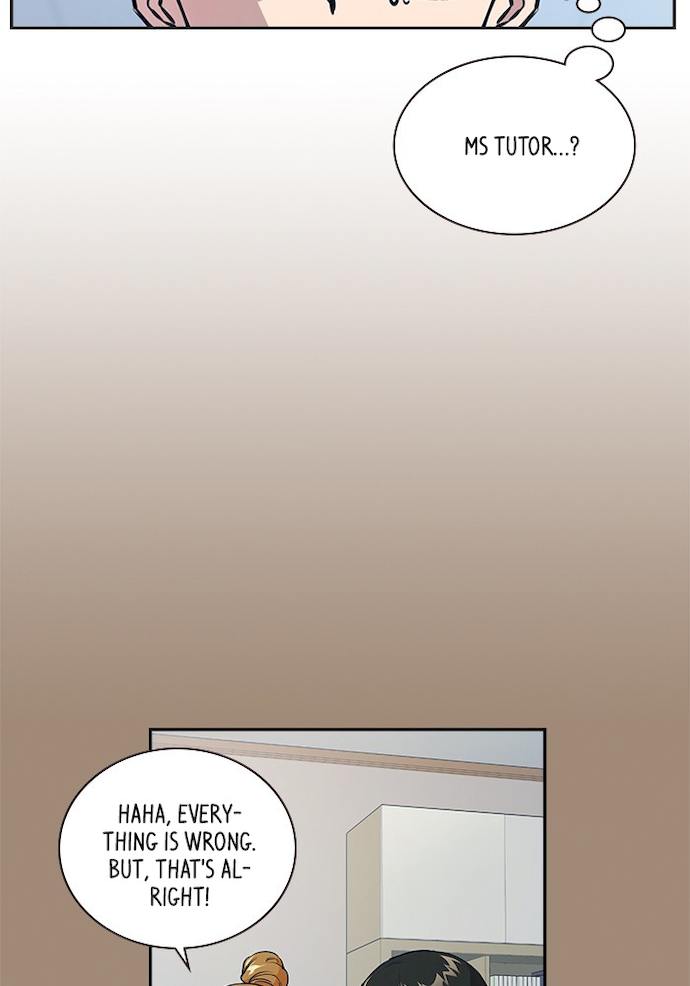 MS TUTOR...?
HAHA, EVERY-
THING IS WRONG.
BUT, THAT'S AL-
RIGHT!